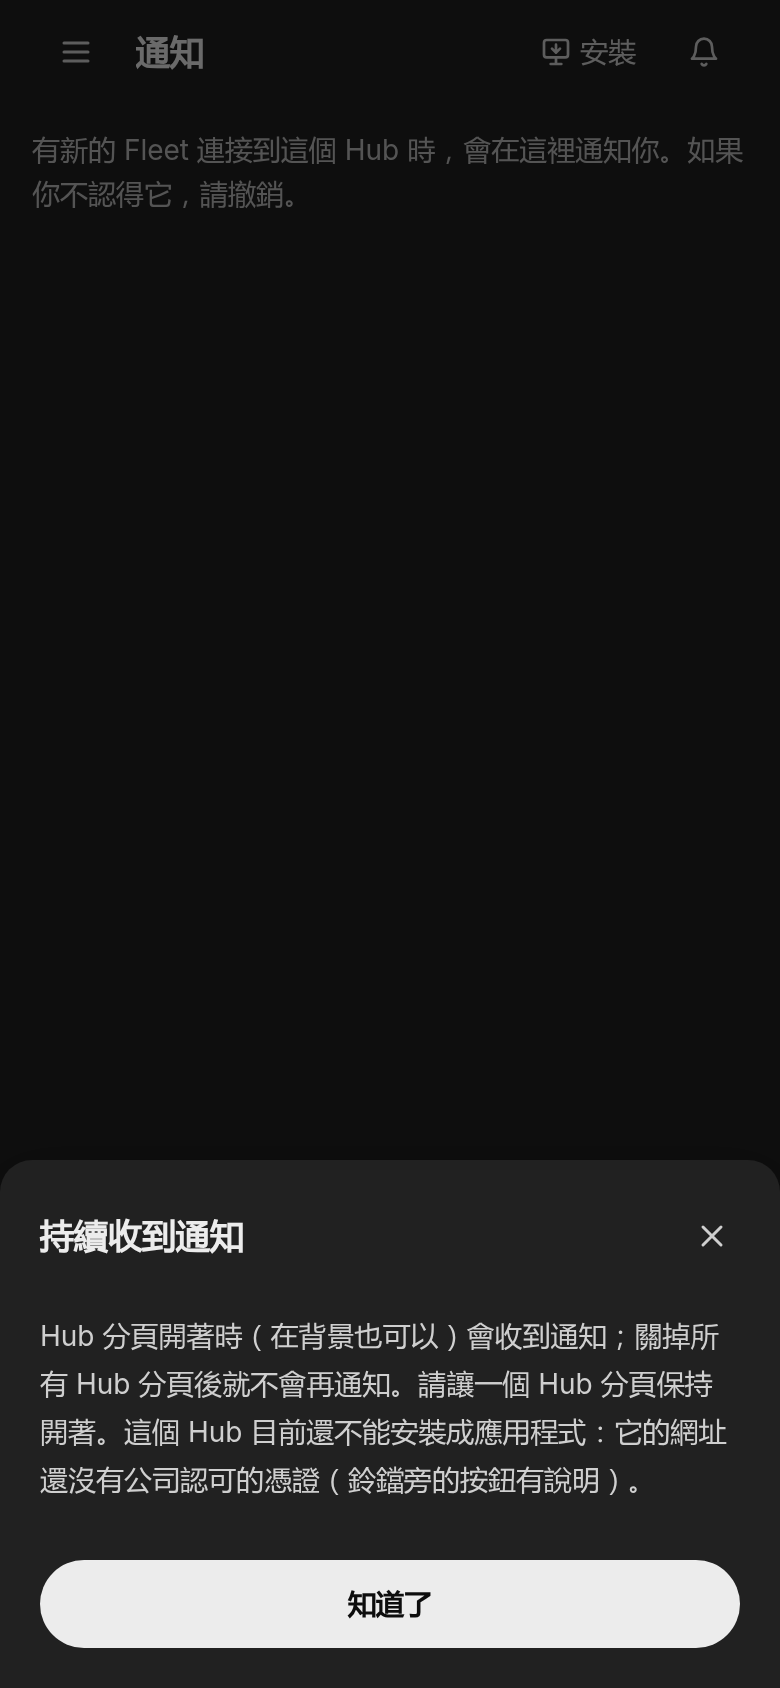 通知
安裝
有新的 Fleet 連接到這個 Hub 時，會在這裡通知你。如果
你不認得它，請撤銷。
持續收到通知
Hub 分頁開著時（在背景也可以）會收到通知；關掉所
有 Hub 分頁後就不會再通知。請讓一個 Hub 分頁保持
開著。這個 Hub 目前還不能安裝成應用程式：它的網址
還沒有公司認可的憑證（鈴鐺旁的按鈕有說明）。
知道了